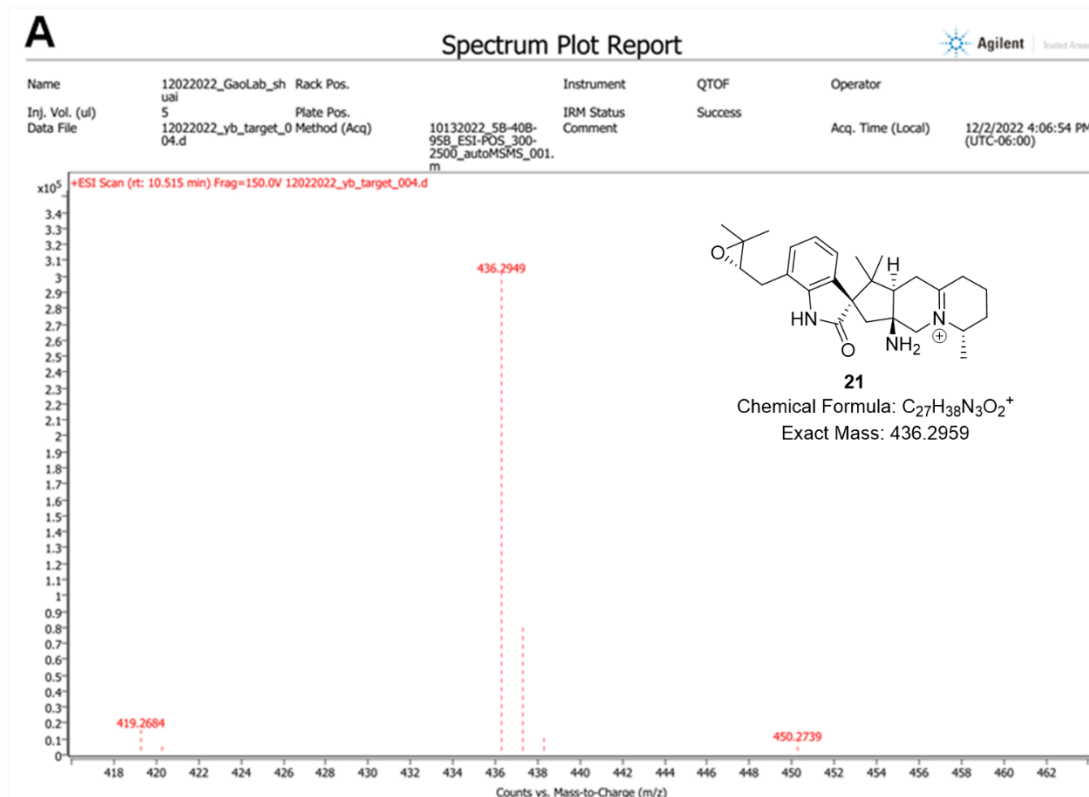 A
Spectrum Plot Report
Agilent Trusted Answers
Name 12022022_GaoLab_sh Rack Pos. Instrument QTOF Operator
uai
Inj. Vol. (ul) 5 Plate Pos. IRM Status Success
Data File 12022022_yb_target_0 Method (Acq) 10132022_5B-40B- Comment Acq. Time (Local) 12/2/2022 4:06:54 PM
04.d 95B_ESI-POS_300- (UTC-06:00)
2500_autoMSMS_001.
m
x10⁵ +ESI Scan (rt: 10.515 min) Frag=150.0V 12022022_yb_target_004.d
3.4
3.3
3.2
3.1
3
2.9
2.8
2.7
2.6
2.5
2.4
2.3
2.2
2.1
2
1.9
1.8
1.7
1.6
1.5
1.4
1.3
1.2
1.1
1
0.9
0.8
0.7
0.6
0.5
0.4
0.3
0.2
0.1
0
436.2949
419.2684
450.2739
O
HN
O
H
N
+
NH₂
21
Chemical Formula: C₂₇H₃₈N₃O₂⁺
Exact Mass: 436.2959
418 420 422 424 426 428 430 432 434 436 438 440 442 444 446 448 450 452 454 456 458 460 462
Counts vs. Mass-to-Charge (m/z)